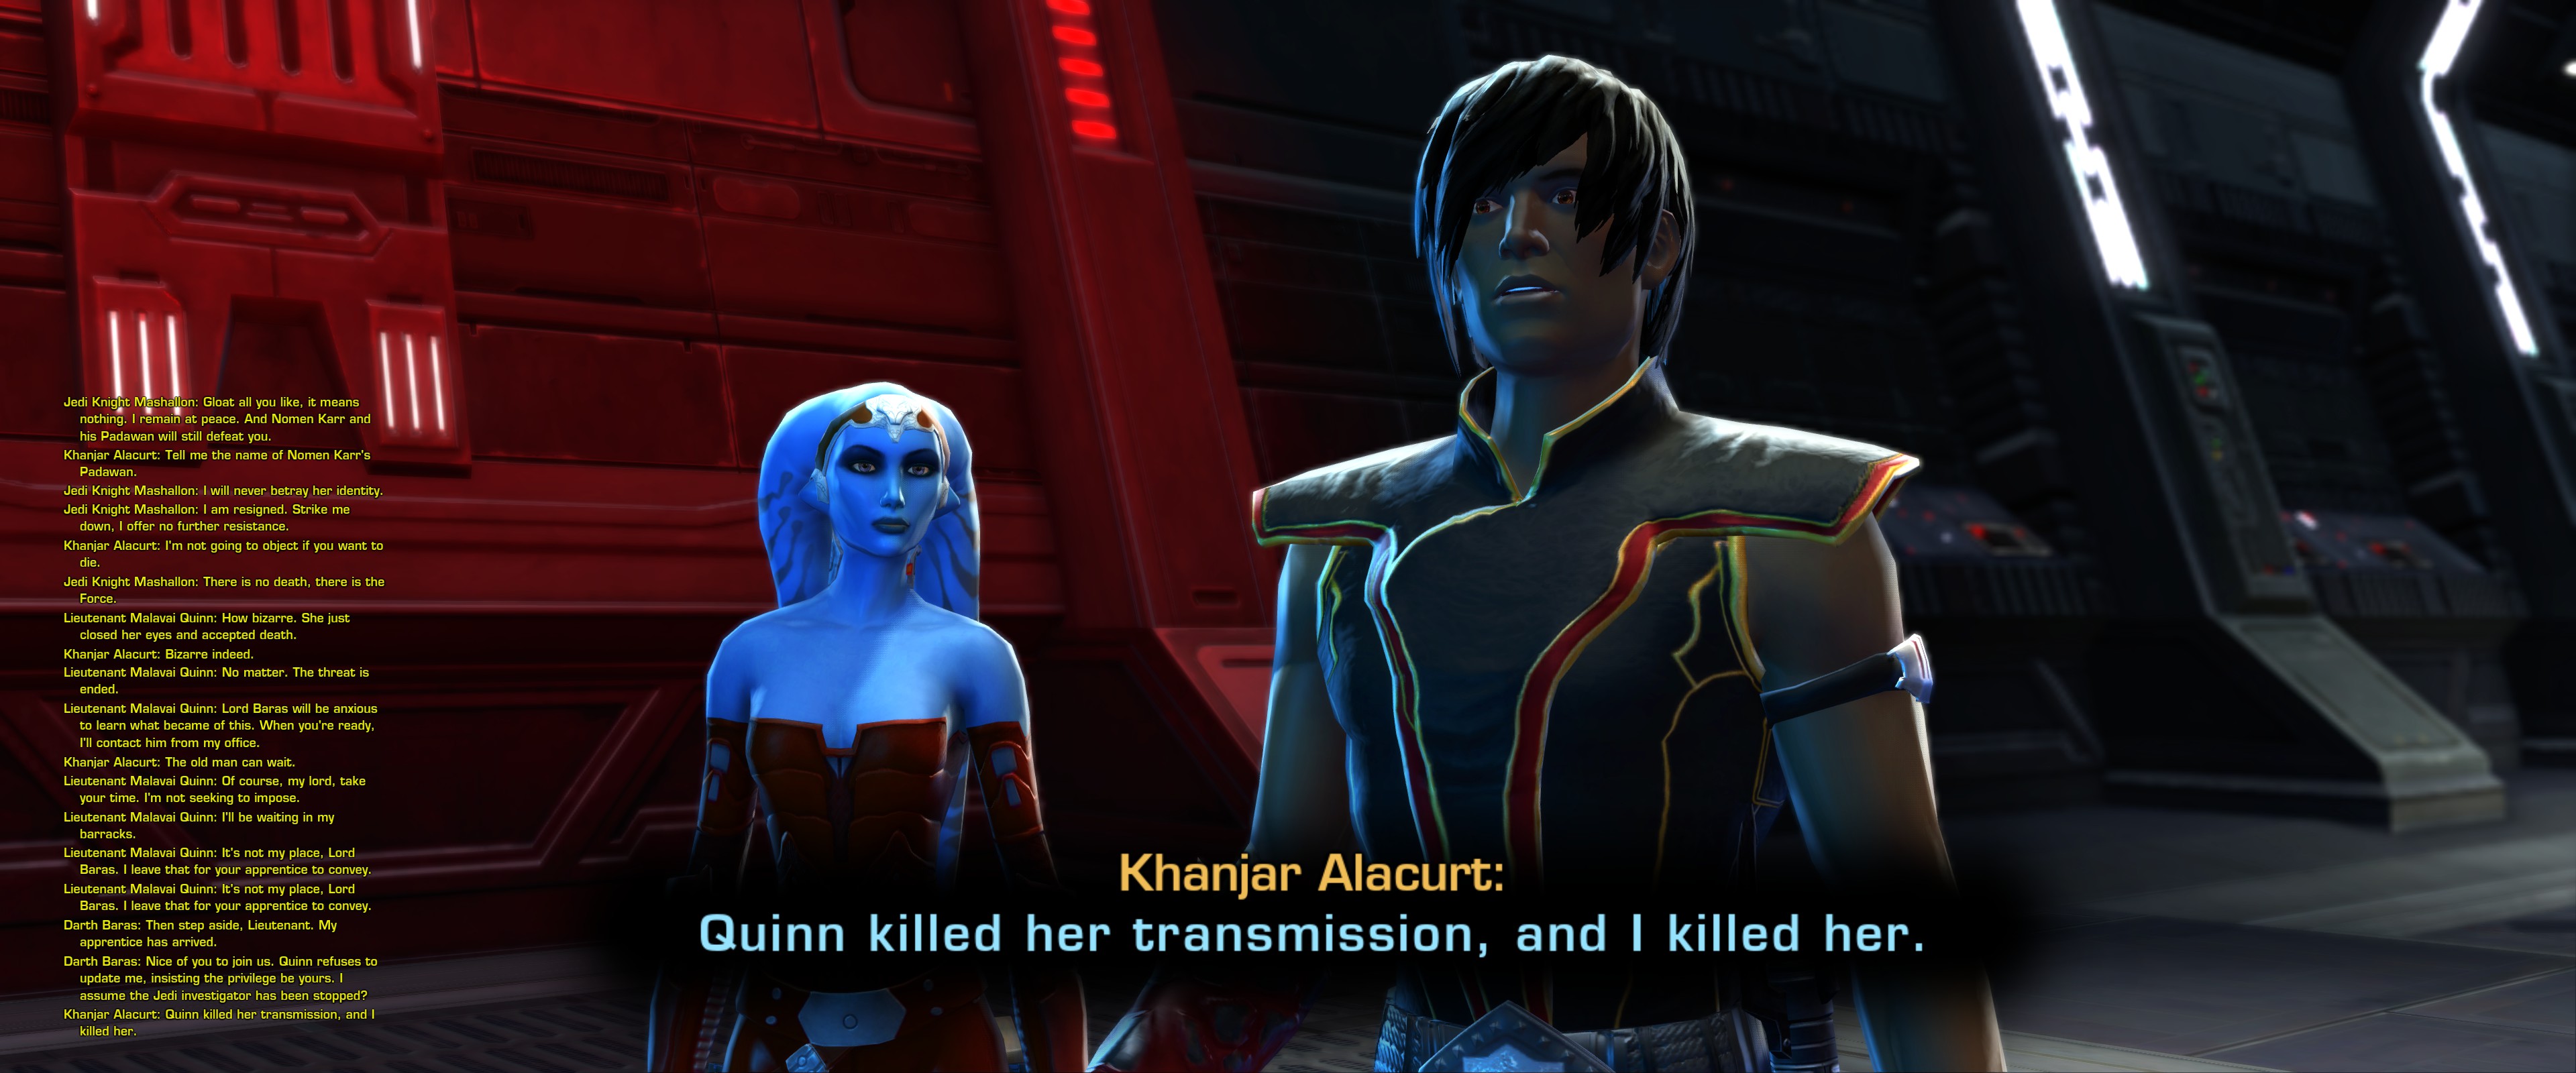 Jedi Knight Mashallon: Gloat all you like, it means
nothing. I remain at peace. And Nomen Karr and
his Padawan will still defeat you.
Khanjar Alacurt: Tell me the name of Nomen Karr's
Padawan.
Jedi Knight Mashallon: I will never betray her identity.
Jedi Knight Mashallon: I am resigned. Strike me
down, I offer no further resistance.
Khanjar Alacurt: I'm not going to object if you want to
die.
Jedi Knight Mashallon: There is no death, there is the
Force.
Lieutenant Malavai Quinn: How bizarre. She just
closed her eyes and accepted death.
Khanjar Alacurt: Bizarre indeed.
Lieutenant Malavai Quinn: No matter. The threat is
ended.
Lieutenant Malavai Quinn: Lord Baras will be anxious
to learn what became of this. When you're ready,
I'll contact him from my office.
Khanjar Alacurt: The old man can wait.
Lieutenant Malavai Quinn: Of course, my lord, take
your time. I'm not seeking to impose.
Lieutenant Malavai Quinn: I'll be waiting in my
barracks.
Lieutenant Malavai Quinn: It's not my place, Lord
Baras. I leave that for your apprentice to convey.
Lieutenant Malavai Quinn: It's not my place, Lord
Baras. I leave that for your apprentice to convey.
Darth Baras: Then step aside, Lieutenant. My
apprentice has arrived.
Darth Baras: Nice of you to join us. Quinn refuses to
update me, insisting the privilege be yours. I
assume the Jedi investigator has been stopped?
Khanjar Alacurt: Quinn killed her transmission, and I
killed her.
Khanjar Alacurt:
Quinn killed her transmission, and I killed her.